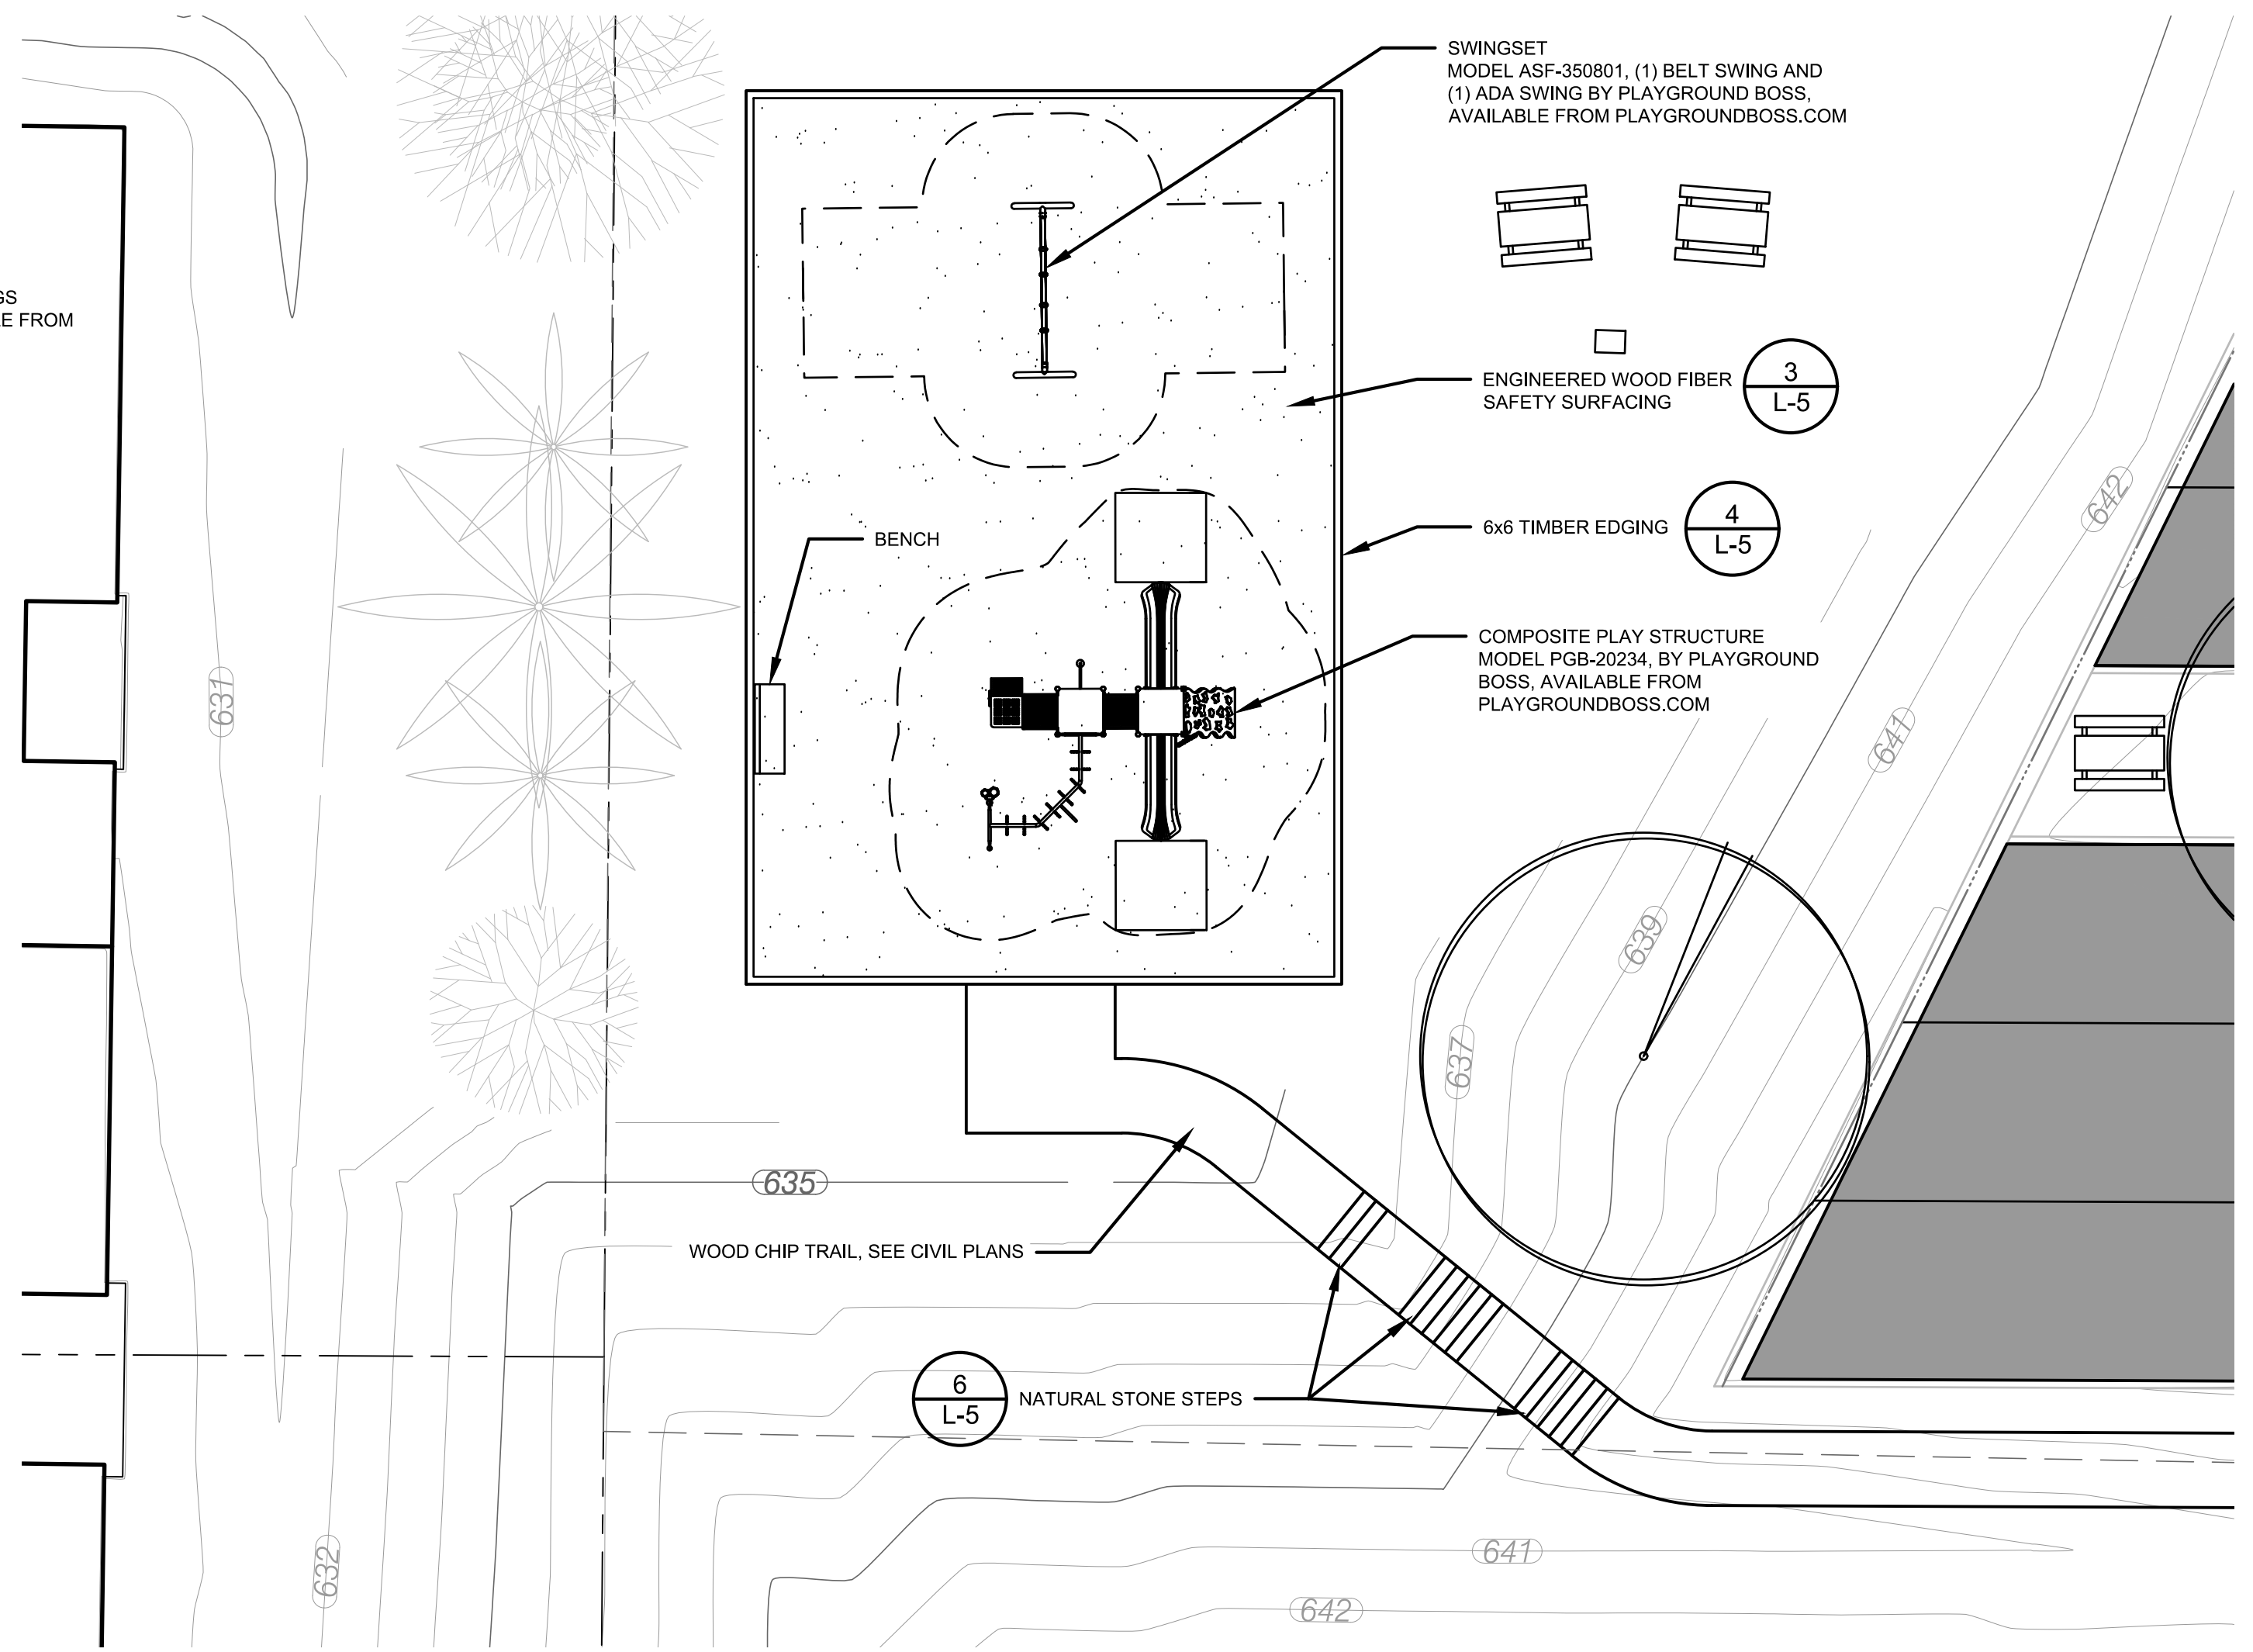 SWINGSET
MODEL ASF-350801, (1) BELT SWING AND
(1) ADA SWING BY PLAYGROUND BOSS,
AVAILABLE FROM PLAYGROUNDBOSS.COM
GS
E FROM
ENGINEERED WOOD FIBER
SAFETY SURFACING
3
L-5
6x6 TIMBER EDGING
4
L-5
642
BENCH
COMPOSITE PLAY STRUCTURE
MODEL PGB-20234, BY PLAYGROUND
BOSS, AVAILABLE FROM
PLAYGROUNDBOSS.COM
631
641
639
637
635
WOOD CHIP TRAIL, SEE CIVIL PLANS
6
L-5
NATURAL STONE STEPS
632
641
642